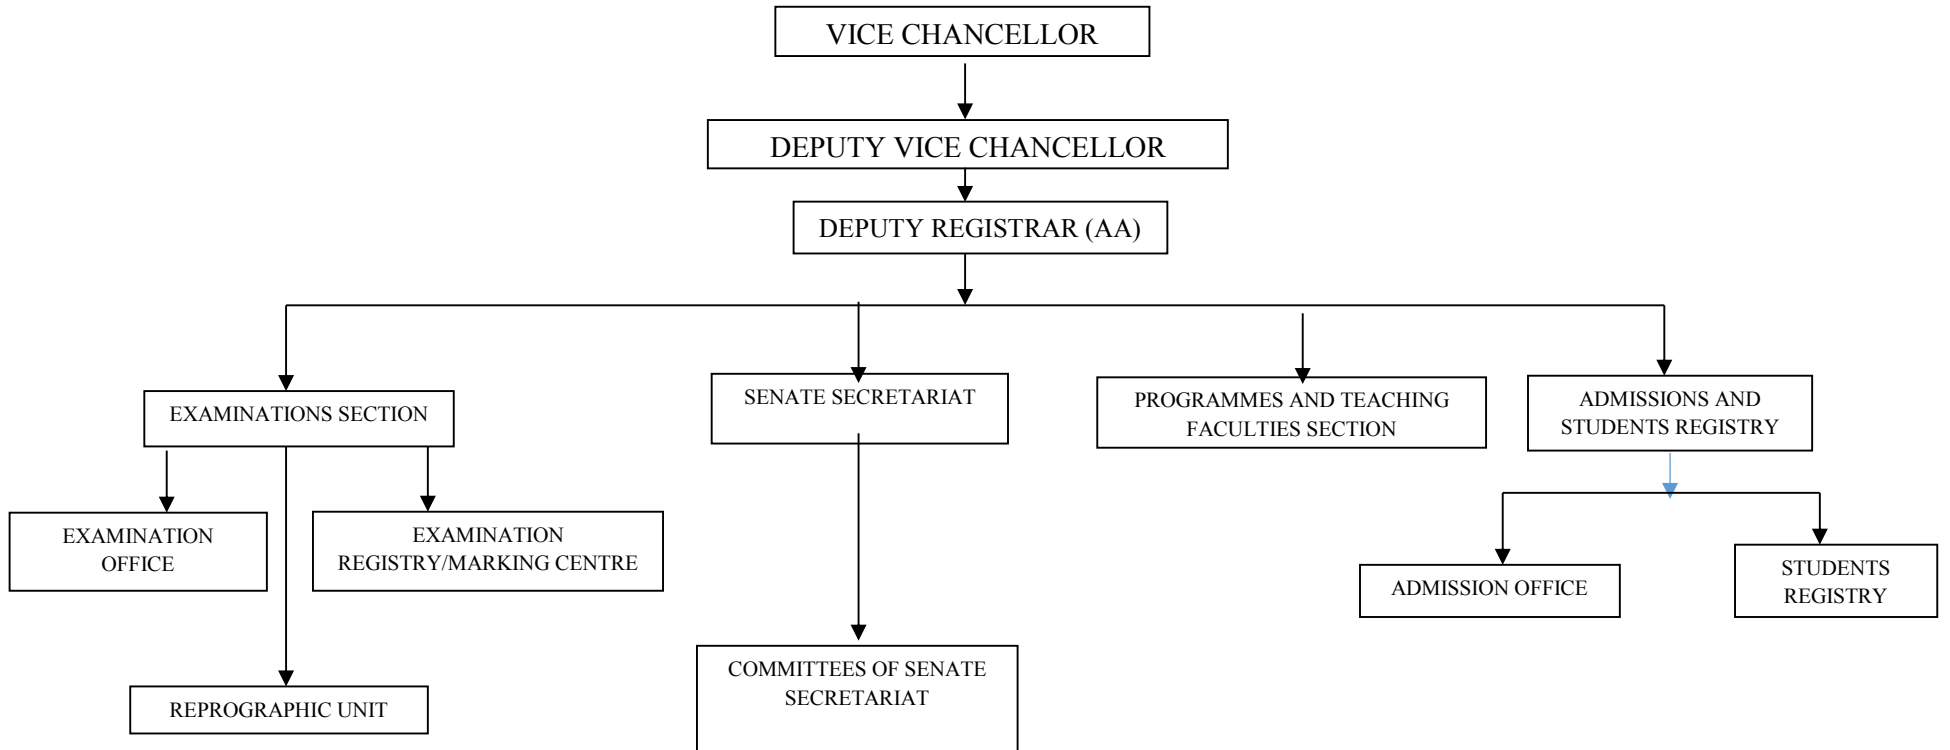 VICE CHANCELLOR
DEPUTY VICE CHANCELLOR
DEPUTY REGISTRAR (AA)
EXAMINATIONS SECTION
SENATE SECRETARIAT
PROGRAMMES AND TEACHING
FACULTIES SECTION
ADMISSIONS AND
STUDENTS REGISTRY
EXAMINATION
OFFICE
EXAMINATION
REGISTRY/MARKING CENTRE
ADMISSION OFFICE
STUDENTS
REGISTRY
REPROGRAPHIC UNIT
COMMITTEES OF SENATE
SECRETARIAT